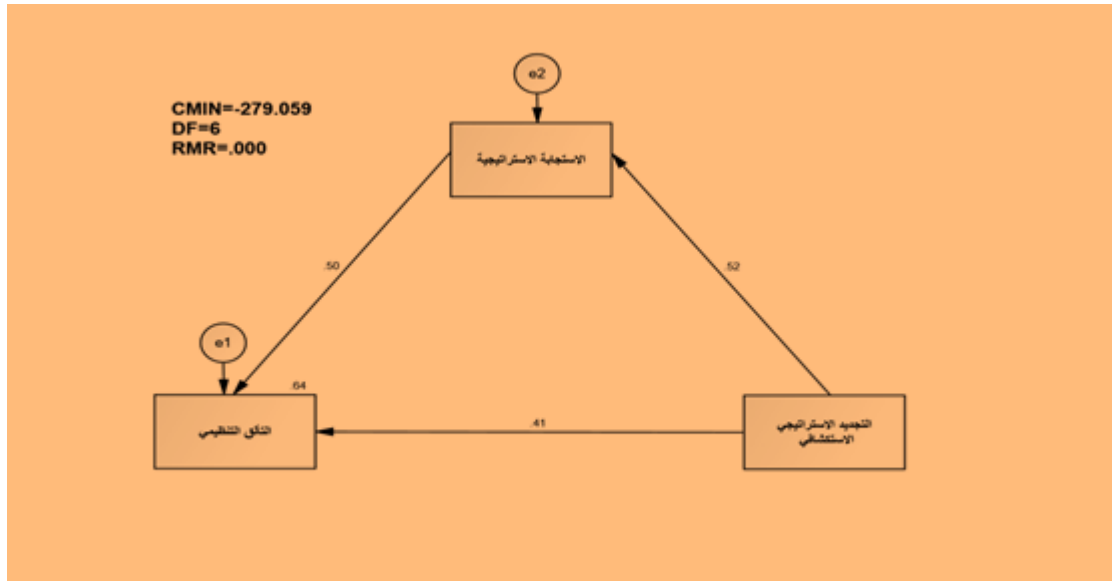 e2
CMIN=-279.059
DF=6
RMR=.000
الاستجابة الاستراتيجية
.50
.52
e1
.64
التألق التنظيمي
.41
التجديد الاستراتيجي
الاستكشافي